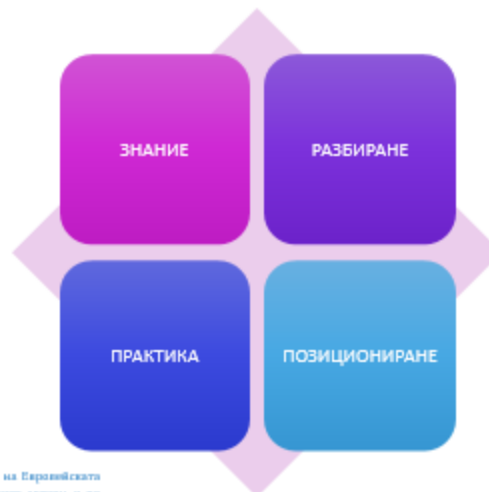 ЗНАНИЕ
РАЗБИРАНЕ
ПРАКТИКА
ПОЗИЦИОНИРАНЕ
на Европейската